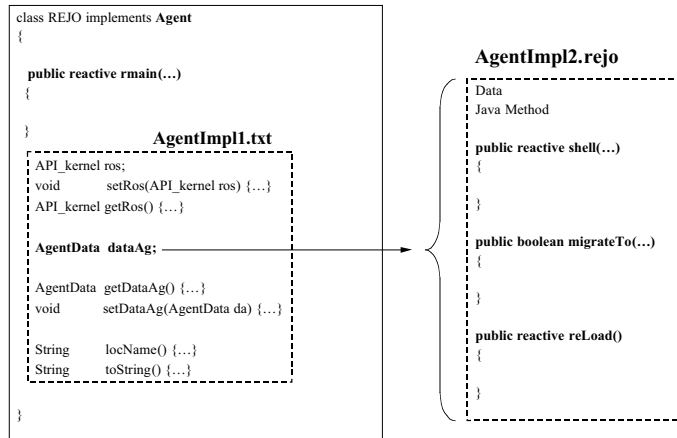 class REJO implements Agent
{
public reactive rmain(…)
{
}
AgentImpl1.txt
API_kernel ros;
void setRos(API_kernel ros) {…}
API_kernel getRos() {…}
AgentData dataAg;
AgentData getDataAg() {…}
void setDataAg(AgentData da) {…}
String locName() {…}
String toString() {…}
}
AgentImpl2.rejo
Data
Java Method
public reactive shell(…)
{
}
public boolean migrateTo(…)
{
}
public reactive reLoad()
{
}